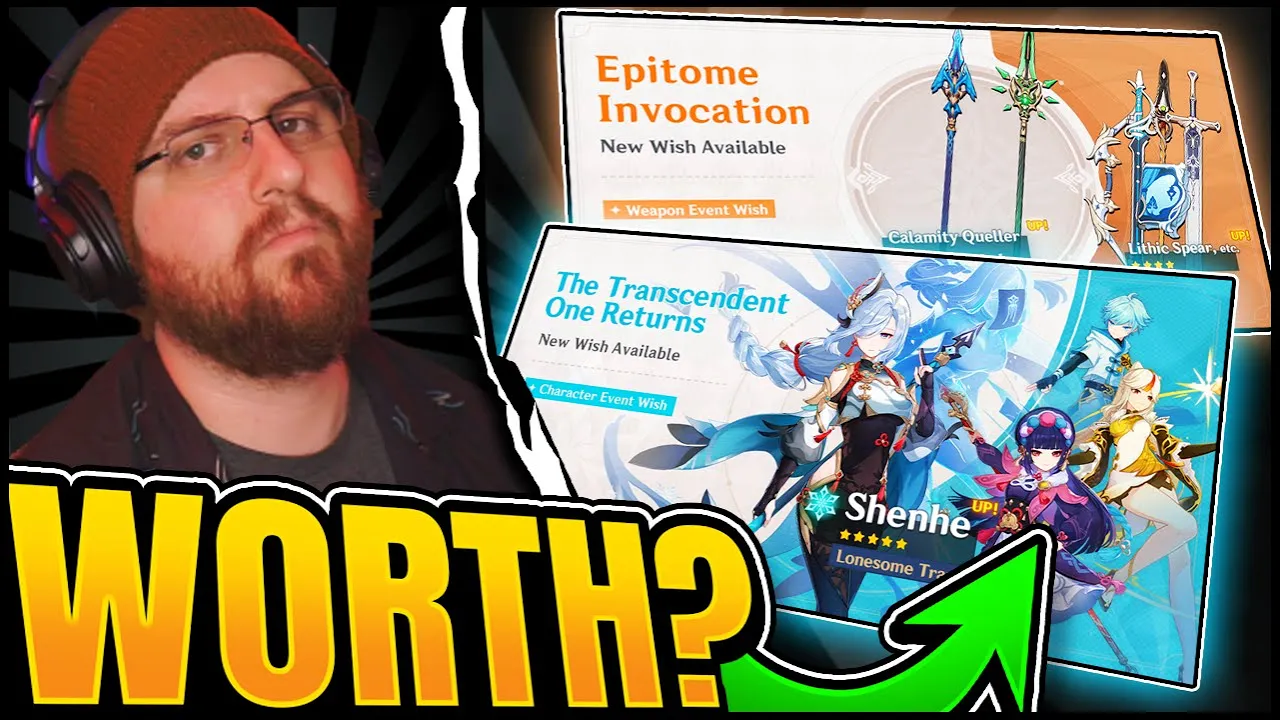 Epitome
Invocation
New Wish Available
✦ Weapon Event Wish
Calamity Queller
UP!
Lithic Spear, etc.
UP!
★★★★
The Transcendent
One Returns
New Wish Available
✦ Character Event Wish
Shenhe
UP!
★★★★★
Lonesome
WORTH?